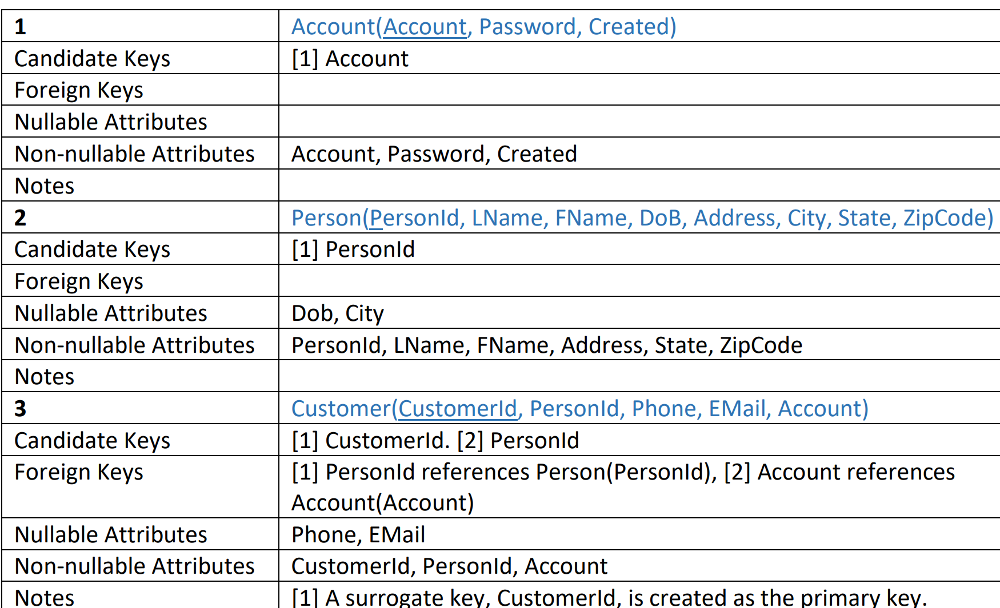 1 Account(Account, Password, Created)
Candidate Keys [1] Account
Foreign Keys
Nullable Attributes
Non-nullable Attributes Account, Password, Created
Notes
2 Person(PersonId, LName, FName, DoB, Address, City, State, ZipCode)
Candidate Keys [1] PersonId
Foreign Keys
Nullable Attributes Dob, City
Non-nullable Attributes PersonId, LName, FName, Address, State, ZipCode
Notes
3 Customer(CustomerId, PersonId, Phone, EMail, Account)
Candidate Keys [1] CustomerId. [2] PersonId
Foreign Keys [1] PersonId references Person(PersonId), [2] Account references
Account(Account)
Nullable Attributes Phone, EMail
Non-nullable Attributes CustomerId, PersonId, Account
Notes [1] A surrogate key, CustomerId, is created as the primary key.